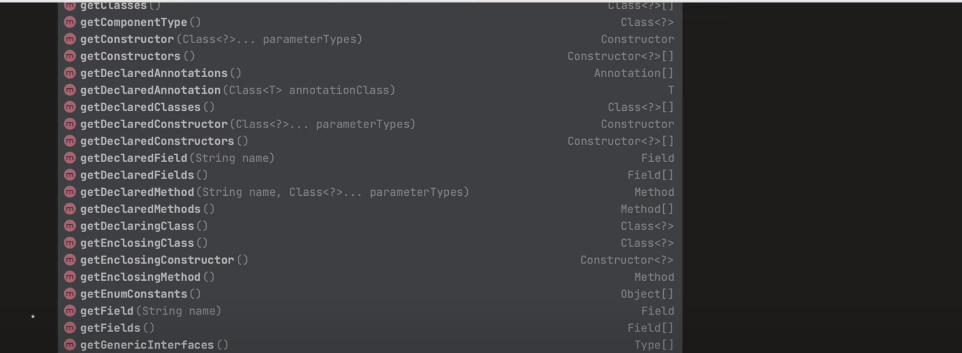 getClasses() Class<?>[]
getComponentType() Class<?>
getConstructor(Class<?>... parameterTypes) Constructor
getConstructors() Constructor<?>[]
getDeclaredAnnotations() Annotation[]
getDeclaredAnnotation(Class<T> annotationClass) T
getDeclaredClasses() Class<?>[]
getDeclaredConstructor(Class<?>... parameterTypes) Constructor
getDeclaredConstructors() Constructor<?>[]
getDeclaredField(String name) Field
getDeclaredFields() Field[]
getDeclaredMethod(String name, Class<?>... parameterTypes) Method
getDeclaredMethods() Method[]
getDeclaringClass() Class<?>
getEnclosingClass() Class<?>
getEnclosingConstructor() Constructor<?>
getEnclosingMethod() Method
getEnumConstants() Object[]
getField(String name) Field
getFields() Field[]
getGenericInterfaces() Type[]